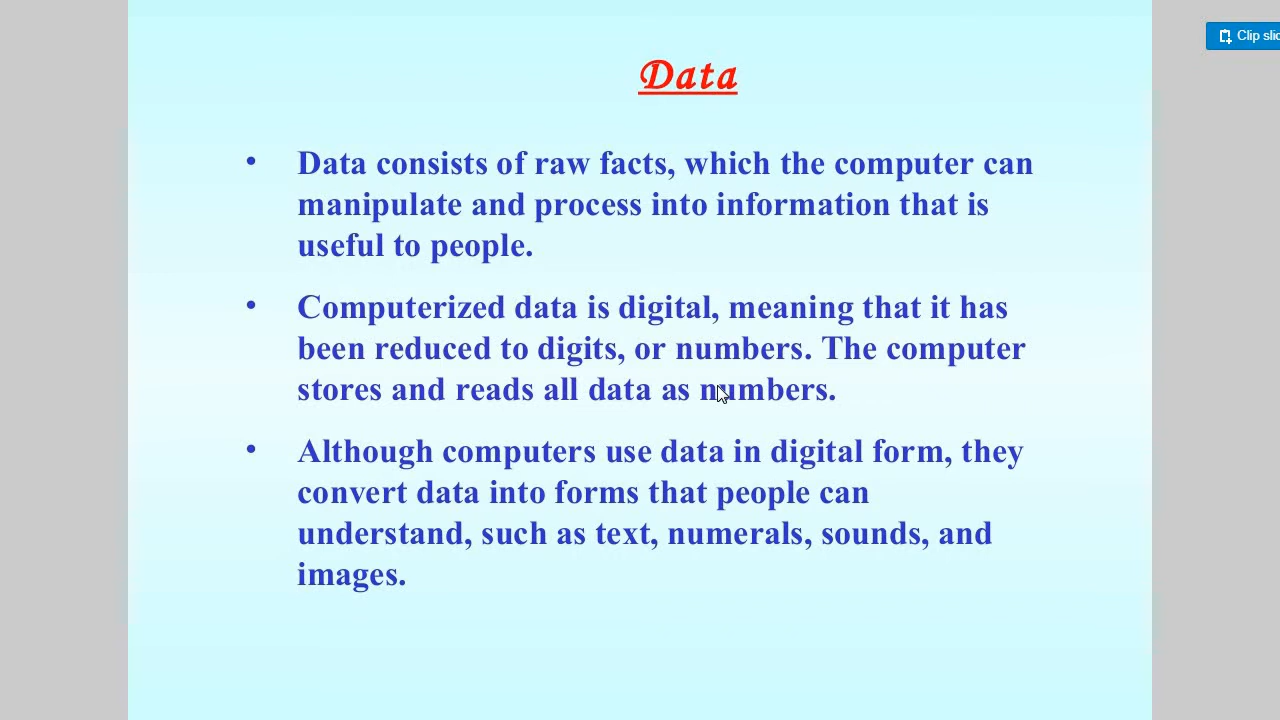 Clip
Data
• Data consists of raw facts, which the computer can
manipulate and process into information that is
useful to people.
• Computerized data is digital, meaning that it has
been reduced to digits, or numbers. The computer
stores and reads all data as numbers.
• Although computers use data in digital form, they
convert data into forms that people can
understand, such as text, numerals, sounds, and
images.